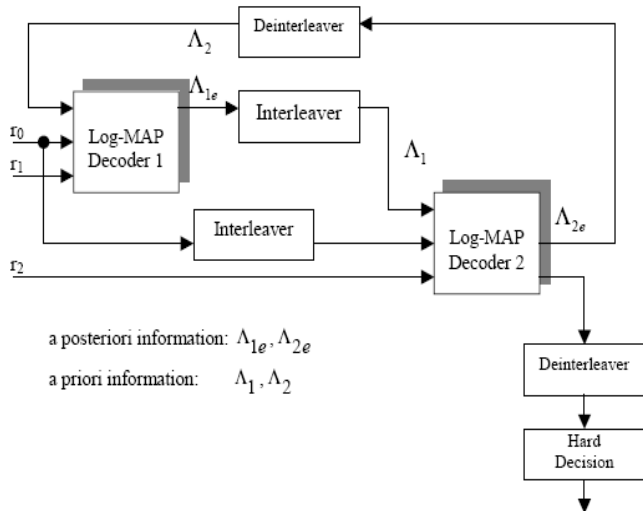 Deinterleaver
Λ2
Λ1e
Interleaver
r0
Log-MAP
Decoder 1
r1
Λ1
Interleaver
Log-MAP
Decoder 2
Λ2e
r2
a posteriori information: Λ1e, Λ2e
a priori information: Λ1, Λ2
Deinterleaver
Hard
Decision